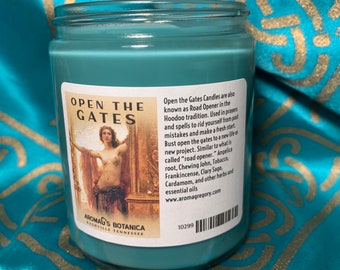 OPEN THE
GATES
AROMAG'S BOTANICA
NASHVILLE TENNESSEE
Open the Gates Candles are also
known as Road Opener in the
Hoodoo tradition. Used in prayers
and spells to rid yourself from past
mistakes and make a fresh start.
Bust open the gates to a new life or
new project. Similar to what is
called "road opener." Angelica
root, Chewing John, Tobacco,
Frankincense, Clary Sage,
Cardamom, and other herbs and
essential oils
www.aromagregory.com
10299